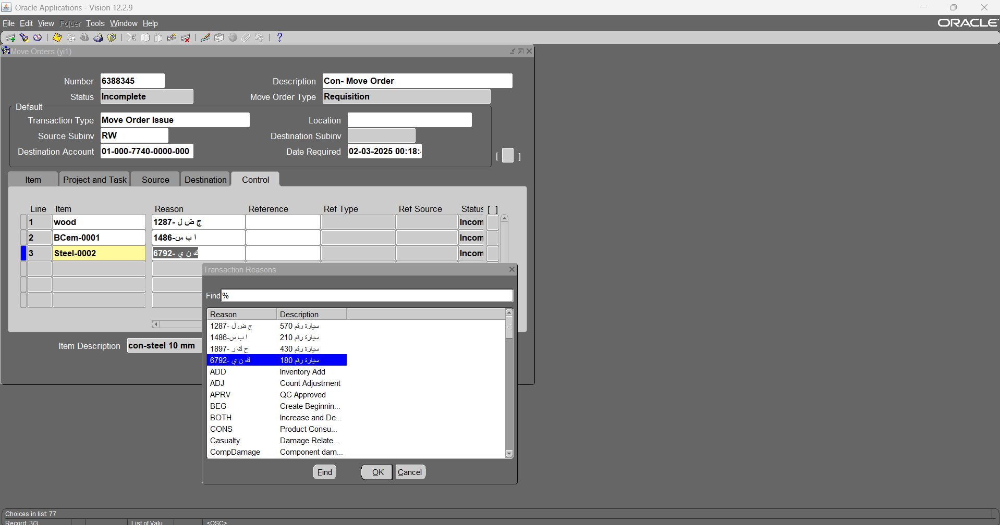 Oracle Applications - Vision 12.2.9
File Edit View Folder Tools Window Help
ORACLE
Move Orders (yi1)
Number 6388345 Description Con- Move Order
Status Incomplete Move Order Type Requisition
Default
Transaction Type Move Order Issue Location
Source Subinv RW Destination Subinv
Destination Account 01-000-7740-0000-000 Date Required 02-03-2025 00:18:
[ ]
Item Project and Task Source Destination Control
Line Item Reason Reference Ref Type Ref Source Status [ ]
1 wood ج ض ل -1287 Incom
2 BCem-0001 ا ب س-1486 Incom
3 Steel-0002 ك ن ي -6792 Incom
Transaction Reasons
Find %
Reason Description
ج ض ل -1287 سيارة رقم 570
ا ب س-1486 سيارة رقم 210
ح ك ر -1897 سيارة رقم 430
ك ن ي -6792 سيارة رقم 180
ADD Inventory Add
ADJ Count Adjustment
APRV QC Approved
BEG Create Beginnin...
BOTH Increase and De...
CONS Product Consu...
Casualty Damage Relate...
CompDamage Component dam...
Find OK Cancel
Item Description con-steel 10 mm
Choices in list: 77
Record: 3/3 List of Valu <OSC>